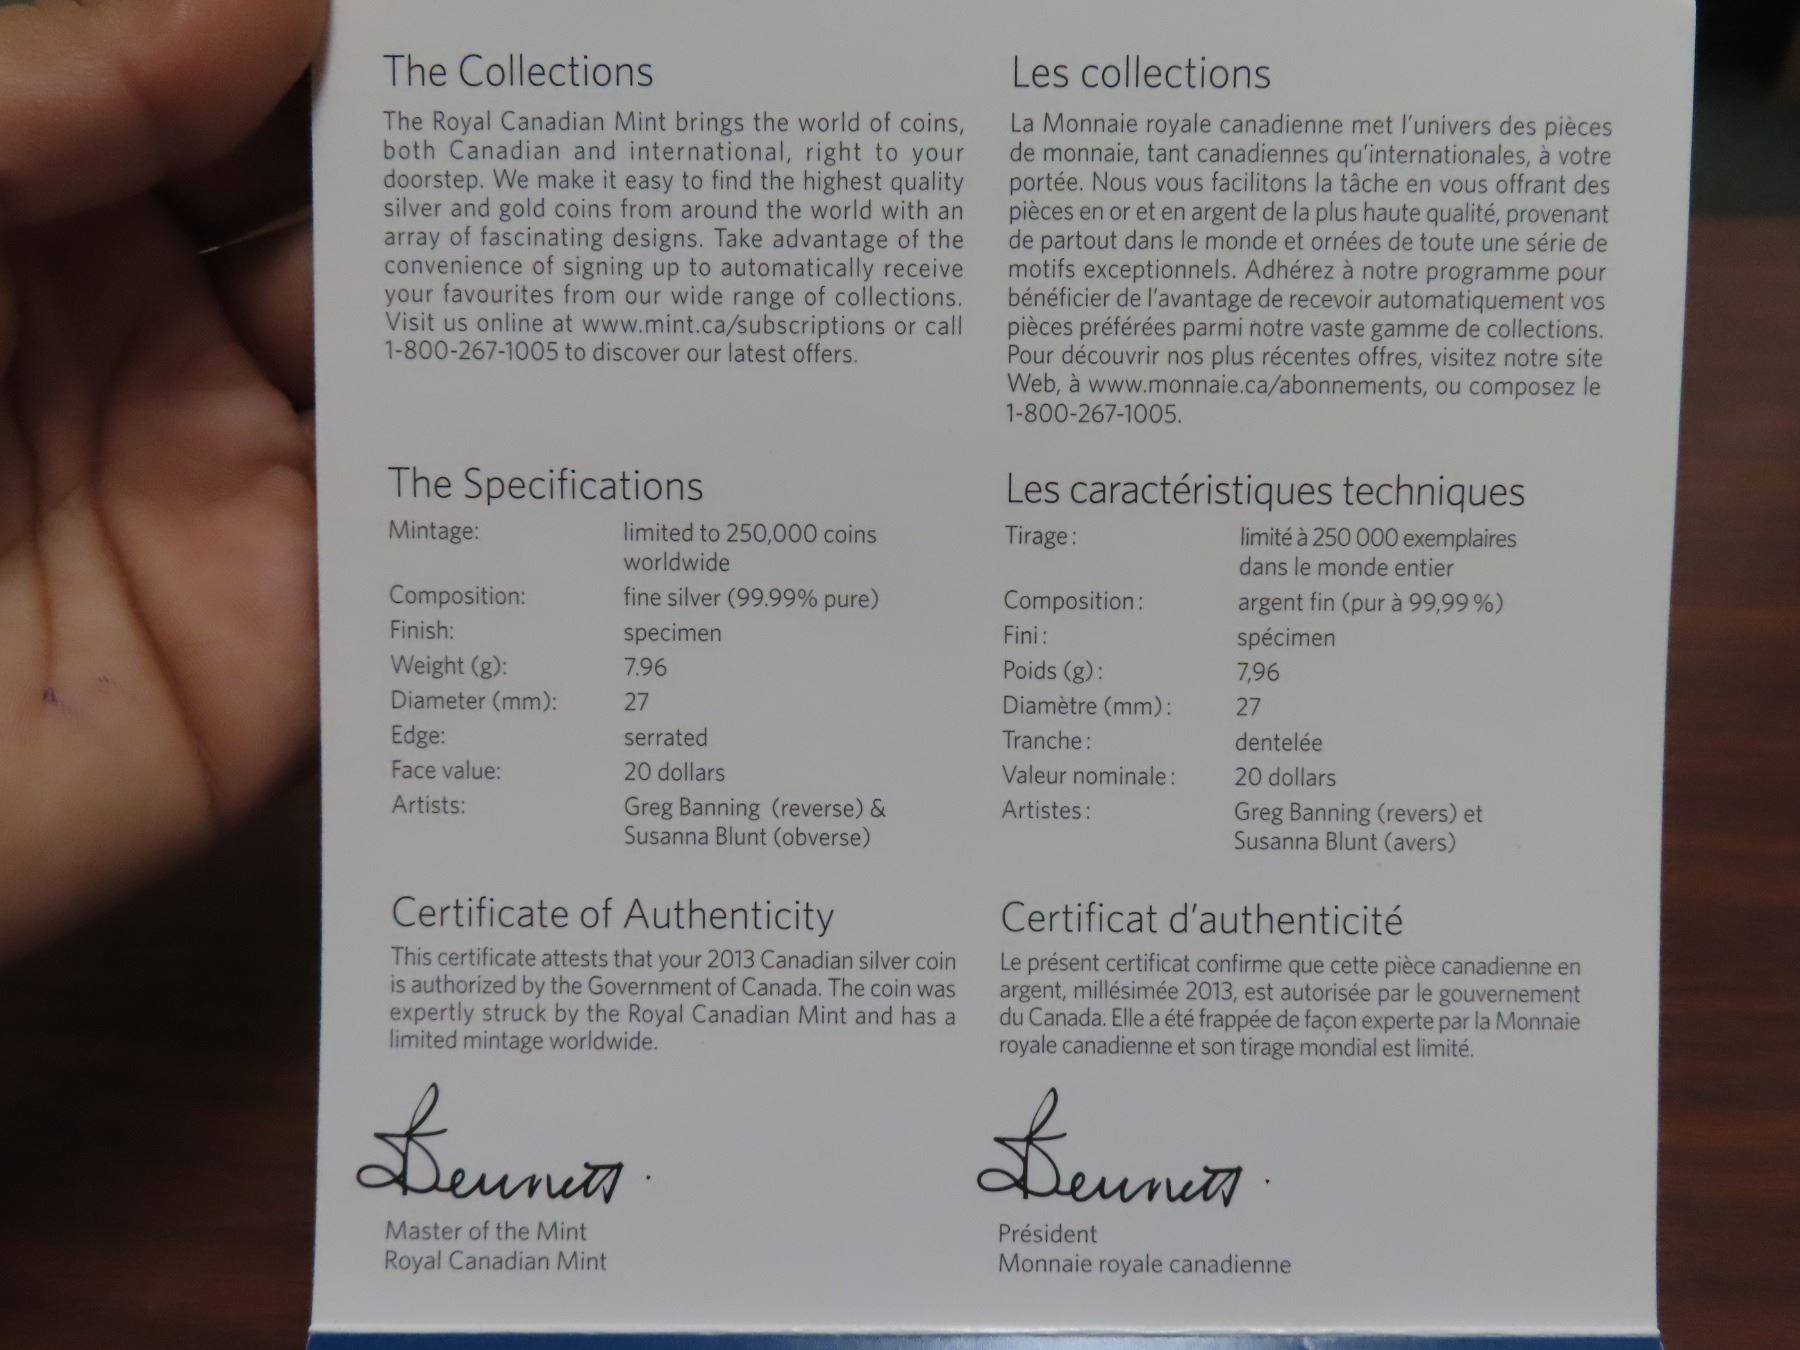 The Collections
The Royal Canadian Mint brings the world of coins,
both Canadian and international, right to your
doorstep. We make it easy to find the highest quality
silver and gold coins from around the world with an
array of fascinating designs. Take advantage of the
convenience of signing up to automatically receive
your favourites from our wide range of collections.
Visit us online at www.mint.ca/subscriptions or call
1-800-267-1005 to discover our latest offers.
The Specifications
Mintage: limited to 250,000 coins
worldwide
Composition: fine silver (99.99% pure)
Finish: specimen
Weight (g): 7.96
Diameter (mm): 27
Edge: serrated
Face value: 20 dollars
Artists: Greg Banning (reverse) &
Susanna Blunt (obverse)
Certificate of Authenticity
This certificate attests that your 2013 Canadian silver coin
is authorized by the Government of Canada. The coin was
expertly struck by the Royal Canadian Mint and has a
limited mintage worldwide.
Bennett
Master of the Mint
Royal Canadian Mint
Les collections
La Monnaie royale canadienne met l'univers des pièces
de monnaie, tant canadiennes qu'internationales, à votre
portée. Nous vous facilitons la tâche en vous offrant des
pièces en or et en argent de la plus haute qualité, provenant
de partout dans le monde et ornées de toute une série de
motifs exceptionnels. Adhérez à notre programme pour
bénéficier de l'avantage de recevoir automatiquement vos
pièces préférées parmi notre vaste gamme de collections.
Pour découvrir nos plus récentes offres, visitez notre site
Web, à www.monnaie.ca/abonnements, ou composez le
1-800-267-1005.
Les caractéristiques techniques
Tirage : limité à 250 000 exemplaires
dans le monde entier
Composition : argent fin (pur à 99,99 %)
Fini : spécimen
Poids (g) : 7,96
Diamètre (mm) : 27
Tranche : dentelée
Valeur nominale : 20 dollars
Artistes : Greg Banning (revers) et
Susanna Blunt (avers)
Certificat d'authenticité
Le présent certificat confirme que cette pièce canadienne en
argent, millésimée 2013, est autorisée par le gouvernement
du Canada. Elle a été frappée de façon experte par la Monnaie
royale canadienne et son tirage mondial est limité.
Bennett
Président
Monnaie royale canadienne